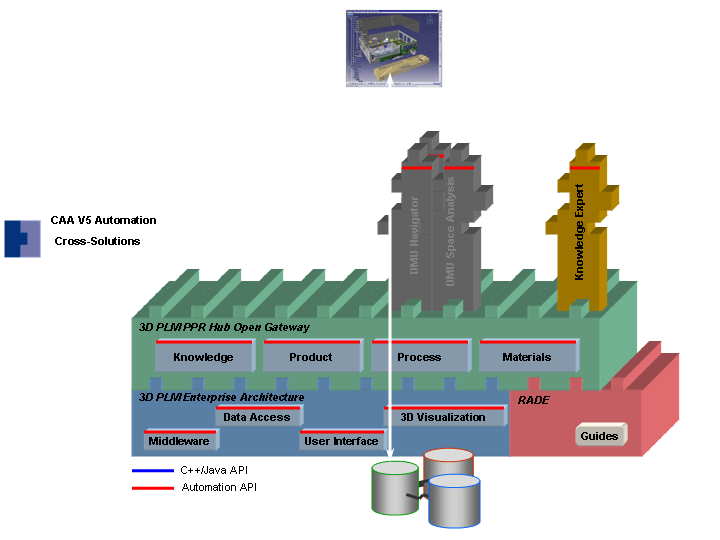 CAA V5 Automation
Cross-Solutions
DMU Navigator
DMU Space Analysis
Knowledge Expert
3D PLM PPR Hub Open Gateway
Knowledge
Product
Process
Materials
3D PLM Enterprise Architecture
RADE
Data Access
3D Visualization
Middleware
User Interface
Guides
C++/Java API
Automation API